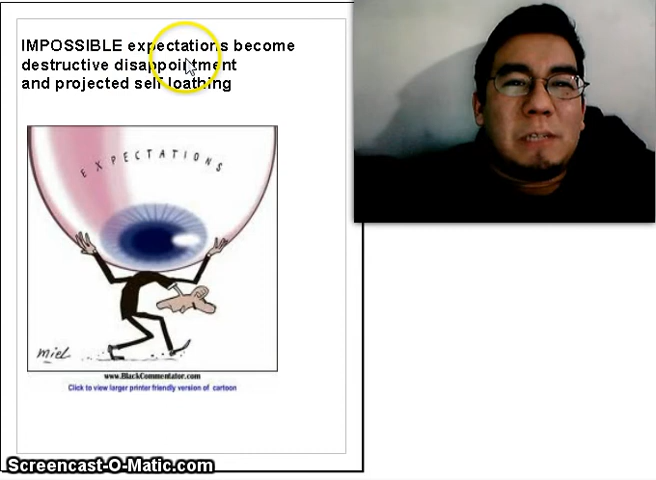 IMPOSSIBLE expectations become
destructive disappointment
and projected self loathing
EXPECTATIONS
miel
www.BlackCommentator.com
Click to view larger printer friendly version of cartoon
Screencast-O-Matic.com